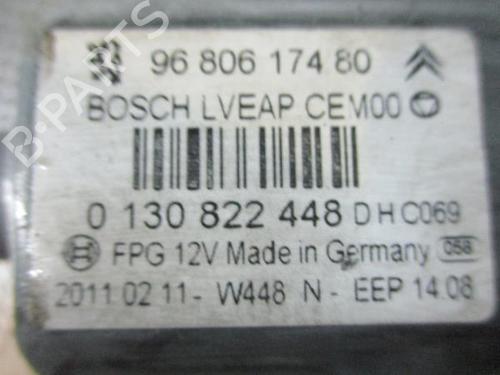 96 806 174 80
BOSCH LVEAP CEM00
0 130 822 448 DHC069
FPG 12V Made in Germany 058
2011 02 11- W448 N - EEP 14.08
B-PARTS